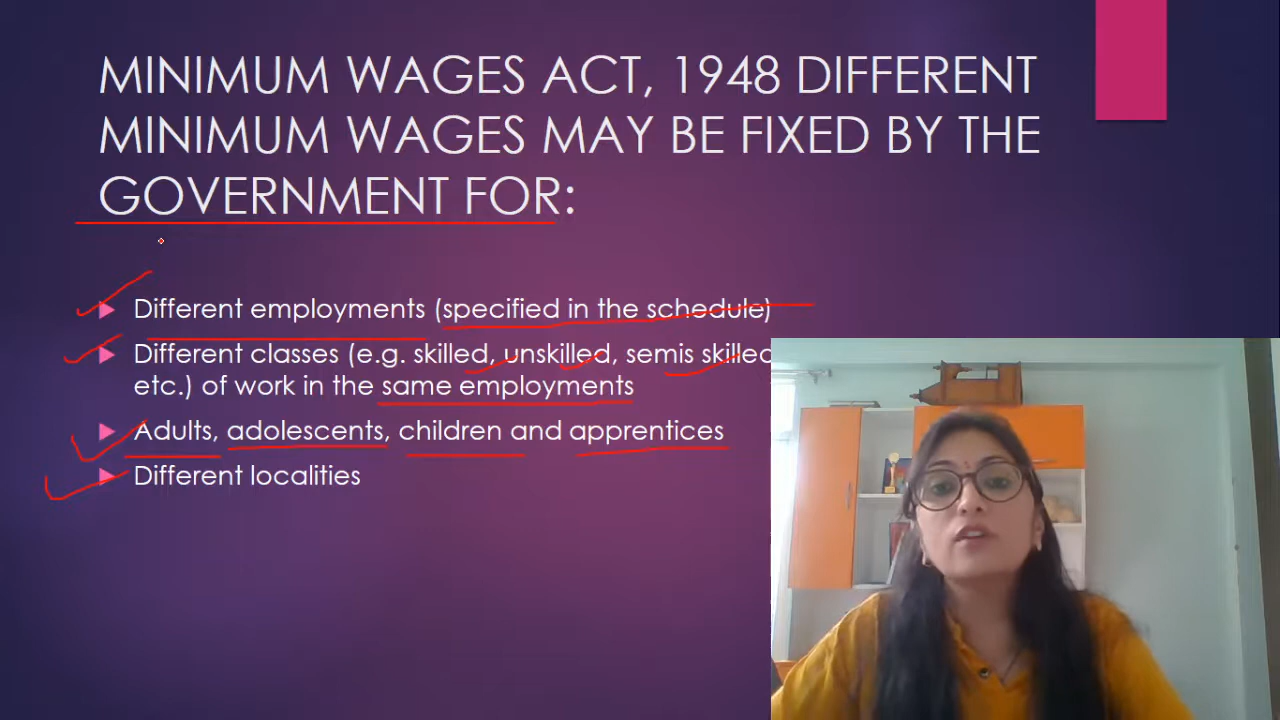 MINIMUM WAGES ACT, 1948 DIFFERENT
MINIMUM WAGES MAY BE FIXED BY THE
GOVERNMENT FOR:
Different employments (specified in the schedule)
Different classes (e.g. skilled, unskilled, semis skilled
etc.) of work in the same employments
Adults, adolescents, children and apprentices
Different localities